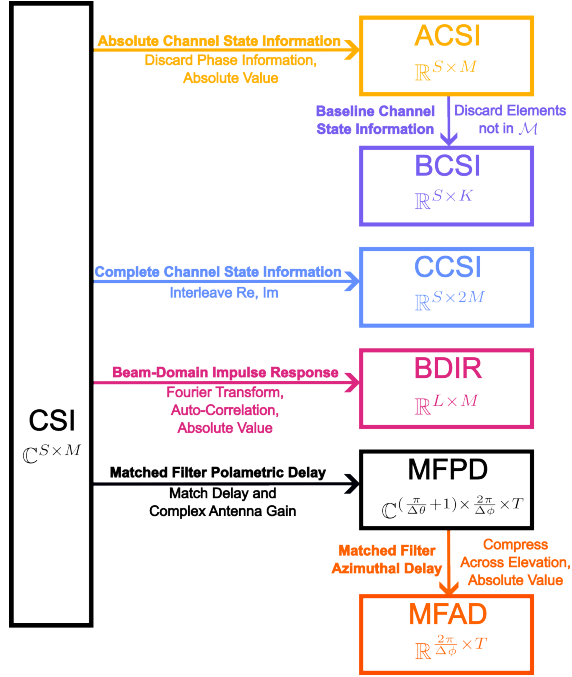 Absolute Channel State Information
Discard Phase Information,
Absolute Value
ACSI
ℝ^{S×M}
Baseline Channel
State Information
Discard Elements
not in ℳ
BCSI
ℝ^{S×K}
Complete Channel State Information
Interleave Re, Im
CCSI
ℝ^{S×2M}
Beam-Domain Impulse Response
Fourier Transform,
Auto-Correlation,
Absolute Value
BDIR
ℝ^{L×M}
CSI
ℂ^{S×M}
Matched Filter Polametric Delay
Match Delay and
Complex Antenna Gain
MFPD
ℂ^{(π/Δθ+1)×2π/Δϕ×T}
Matched Filter
Azimuthal Delay
Compress
Across Elevation,
Absolute Value
MFAD
ℝ^{2π/Δϕ×T}